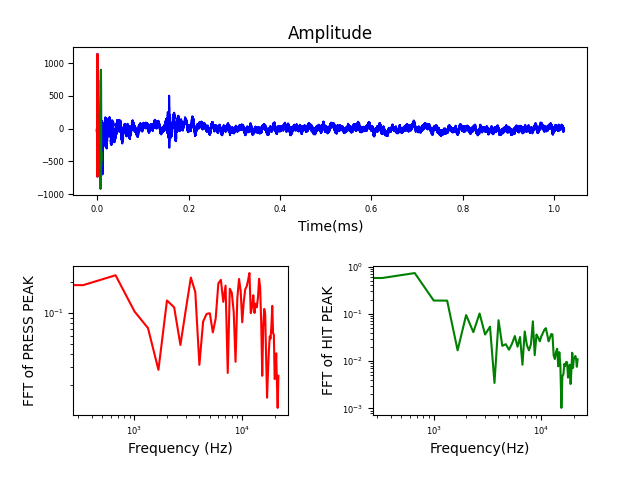 Amplitude
1000
500
0
−500
−1000
0.0 0.2 0.4 0.6 0.8 1.0
Time(ms)
FFT of PRESS PEAK
10⁻¹
10³ 10⁴
Frequency (Hz)
FFT of HIT PEAK
10⁰
10⁻¹
10⁻²
10⁻³
10³ 10⁴
Frequency(Hz)